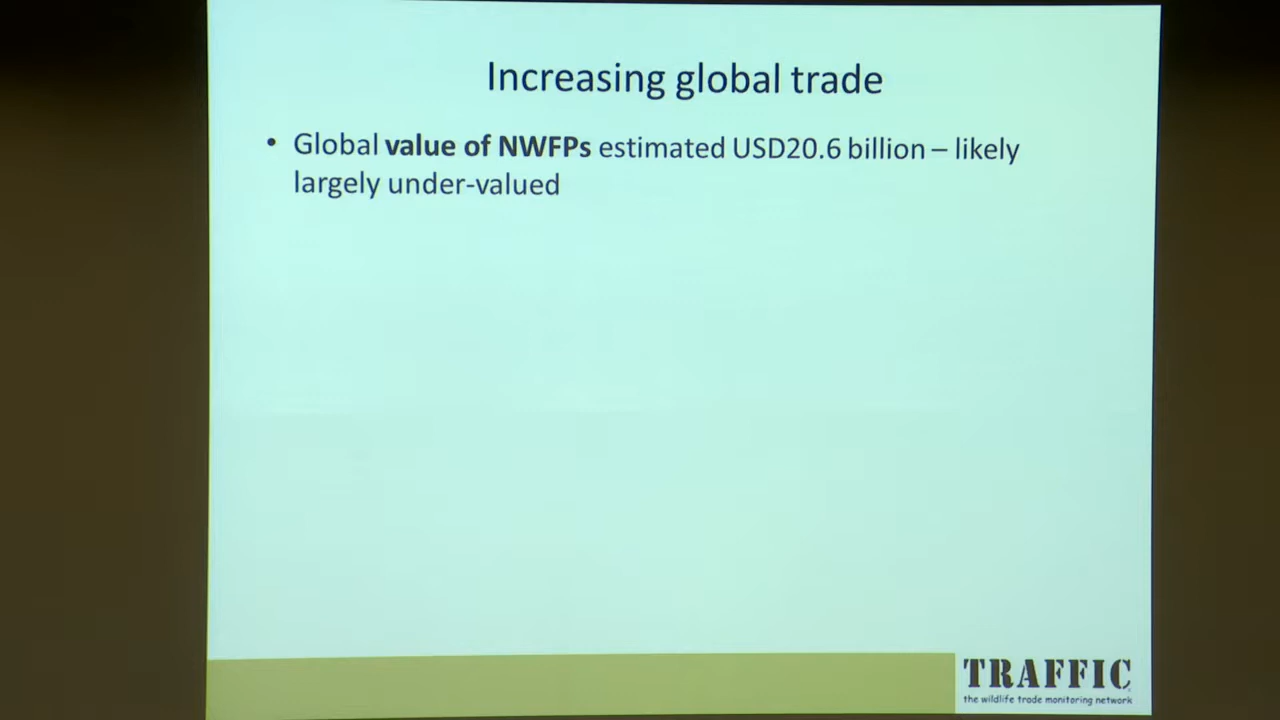 Increasing global trade
• Global value of NWFPs estimated USD20.6 billion – likely
largely under-valued
TRAFFIC
the wildlife trade monitoring network